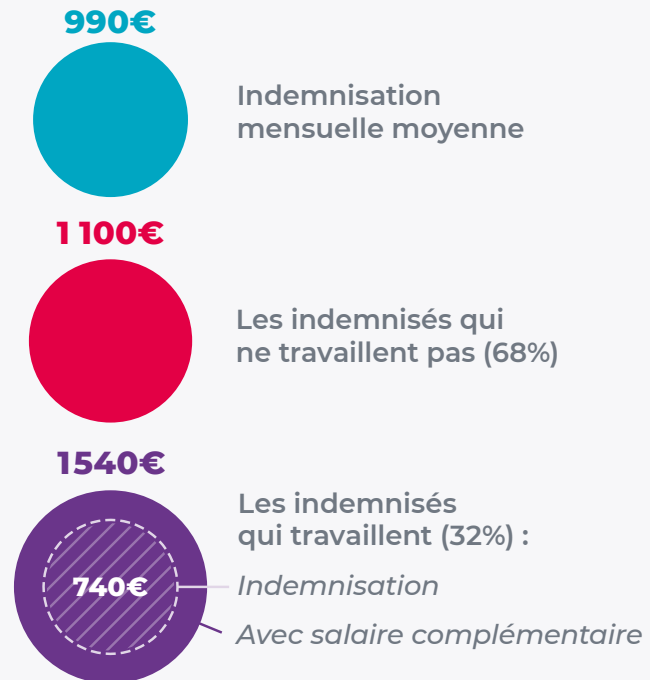 990€
Indemnisation
mensuelle moyenne
1 100€
Les indemnisés qui
ne travaillent pas (68%)
1540€
Les indemnisés
qui travaillent (32%) :
740€
Indemnisation
Avec salaire complémentaire